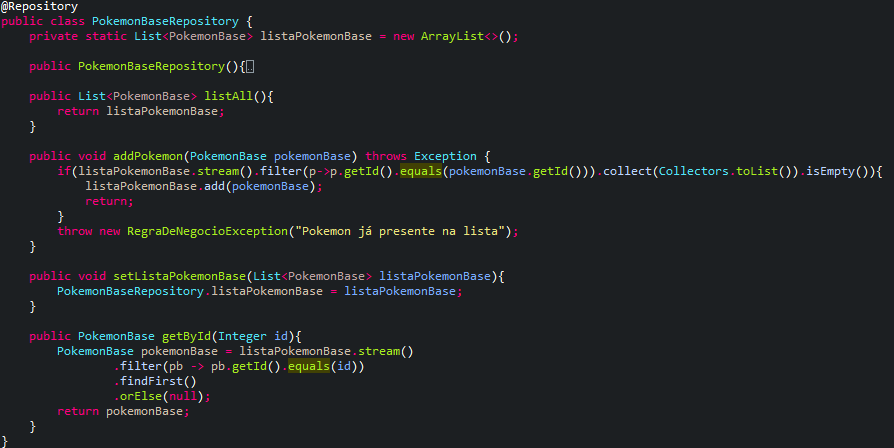 @Repository
public class PokemonBaseRepository {
private static List<PokemonBase> listaPokemonBase = new ArrayList<>();
public PokemonBaseRepository(){
public List<PokemonBase> listAll(){
return listaPokemonBase;
}
public void addPokemon(PokemonBase pokemonBase) throws Exception {
if(listaPokemonBase.stream().filter(p->p.getId().equals(pokemonBase.getId())).collect(Collectors.toList()).isEmpty()){
listaPokemonBase.add(pokemonBase);
return;
}
throw new RegraDeNegocioException("Pokemon já presente na lista");
}
public void setListaPokemonBase(List<PokemonBase> listaPokemonBase){
PokemonBaseRepository.listaPokemonBase = listaPokemonBase;
}
public PokemonBase getById(Integer id){
PokemonBase pokemonBase = listaPokemonBase.stream()
.filter(pb -> pb.getId().equals(id))
.findFirst()
.orElse(null);
return pokemonBase;
}
}